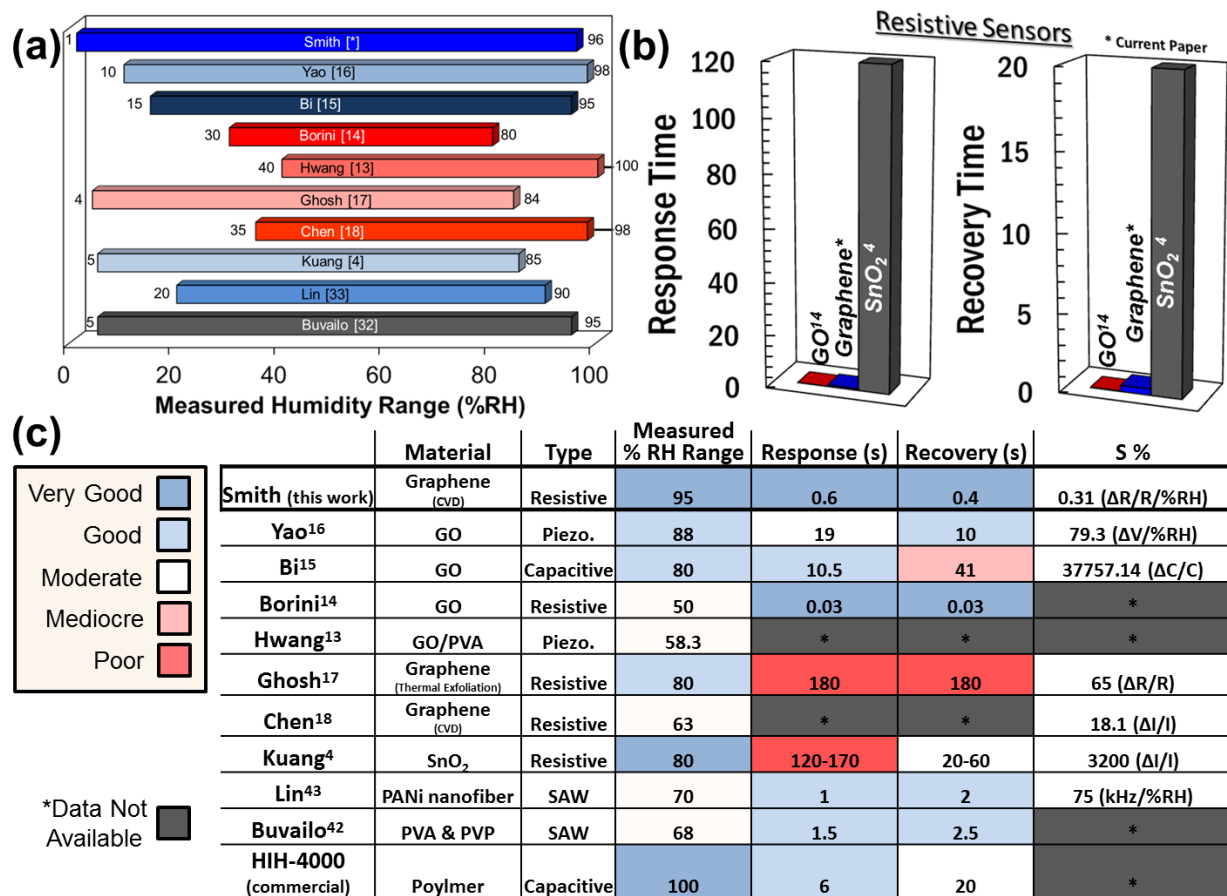 (a)
1 Smith [*] 96
10 Yao [16] 98
15 Bi [15] 95
30 Borini [14] 80
40 Hwang [13] 100
4 Ghosh [17] 84
35 Chen [18] 98
5 Kuang [4] 85
20 Lin [33] 90
5 Buvailo [32] 95
0 20 40 60 80 100
Measured Humidity Range (%RH)
(b)
Resistive Sensors
* Current Paper
Response Time
120
100
80
60
40
20
0
GO¹⁴
Graphene*
SnO₂ ⁴
Recovery Time
20
15
10
5
0
GO¹⁴
Graphene*
SnO₂ ⁴
(c)
Very Good
Good
Moderate
Mediocre
Poor
*Data Not
Available
Material Type Measured % RH Range Response (s) Recovery (s) S %
Smith (this work) Graphene (CVD) Resistive 95 0.6 0.4 0.31 (ΔR/R/%RH)
Yao¹⁶ GO Piezo. 88 19 10 79.3 (ΔV/%RH)
Bi¹⁵ GO Capacitive 80 10.5 41 37757.14 (ΔC/C)
Borini¹⁴ GO Resistive 50 0.03 0.03 *
Hwang¹³ GO/PVA Piezo. 58.3 * * *
Ghosh¹⁷ Graphene (Thermal Exfoliation) Resistive 80 180 180 65 (ΔR/R)
Chen¹⁸ Graphene (CVD) Resistive 63 * * 18.1 (ΔI/I)
Kuang⁴ SnO₂ Resistive 80 120-170 20-60 3200 (ΔI/I)
Lin⁴³ PANi nanofiber SAW 70 1 2 75 (kHz/%RH)
Buvailo⁴² PVA & PVP SAW 68 1.5 2.5 *
HIH-4000 (commercial) Poylmer Capacitive 100 6 20 *